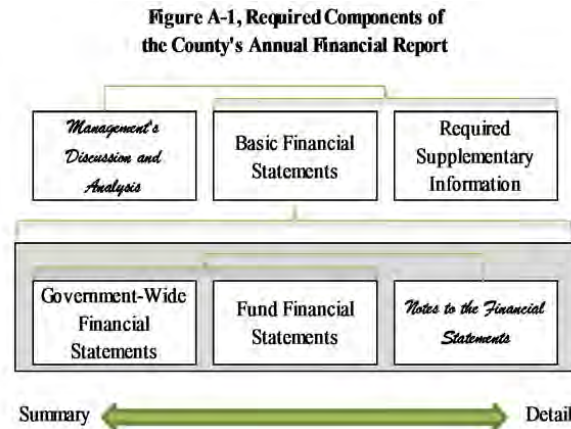 Figure A-1, Required Components of
the County's Annual Financial Report
Management's
Discussion and
Analysis
Basic Financial
Statements
Required
Supplementary
Information
Government-Wide
Financial
Statements
Fund Financial
Statements
Notes to the Financial
Statements
Summary
Detail